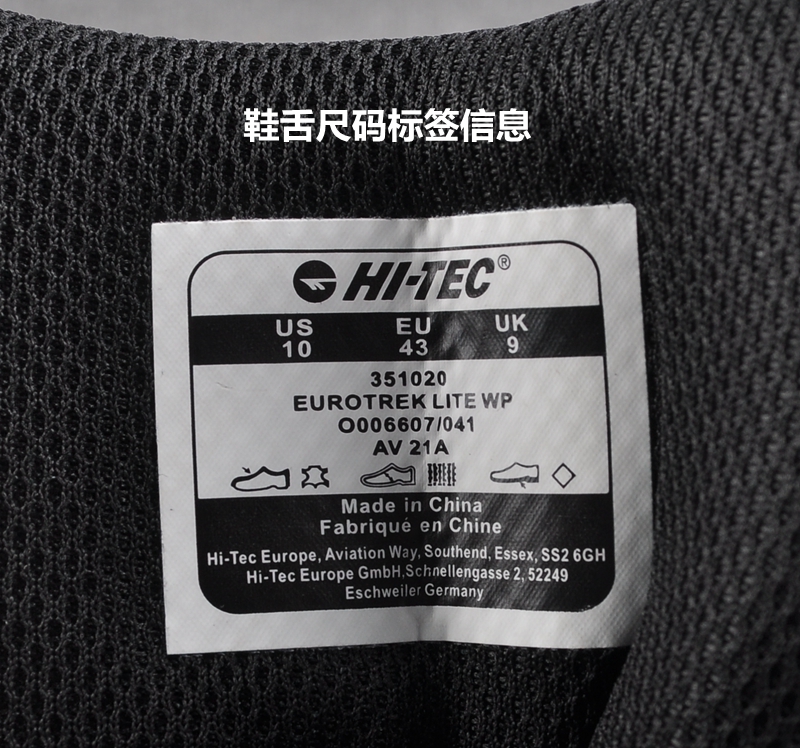 鞋舌尺码标签信息
HI-TEC®
US EU UK
10 43 9
351020
EUROTREK LITE WP
O006607/041
AV 21A
Made in China
Fabriqué en Chine
Hi-Tec Europe, Aviation Way, Southend, Essex, SS2 6GH
Hi-Tec Europe GmbH,Schnellengasse 2, 52249
Eschweiler Germany